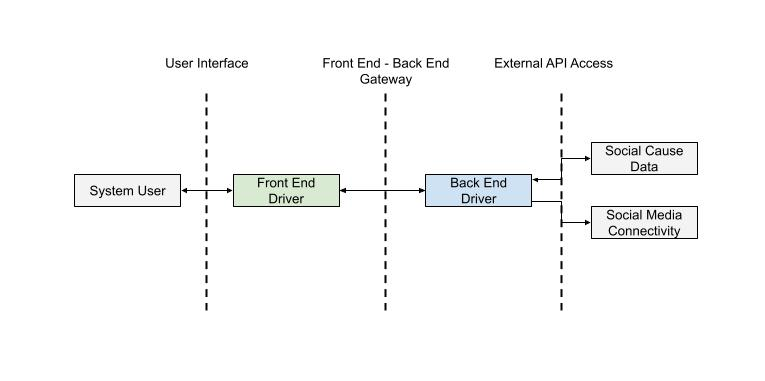 User Interface
Front End - Back End
Gateway
External API Access
System User
Front End
Driver
Back End
Driver
Social Cause
Data
Social Media
Connectivity